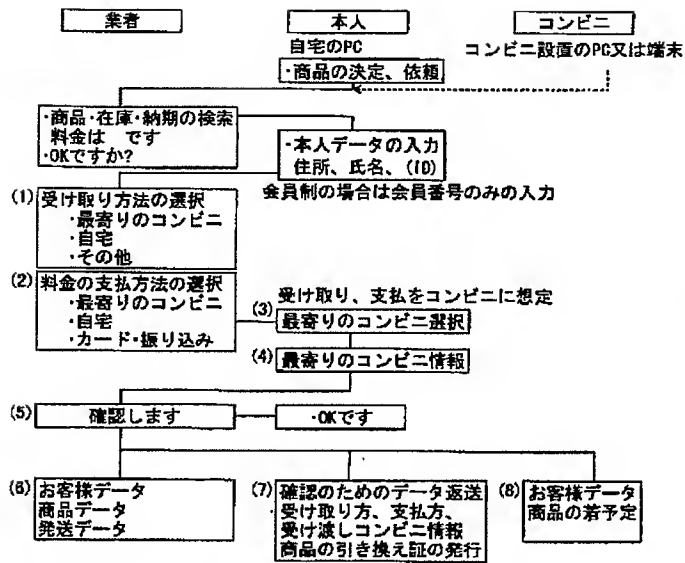 業者
本人
コンビニ
自宅のPC
コンビニ設置のPC又は端末
・商品の決定、依頼
・商品・在庫・納期の検索
料金は です
・OKですか?
・本人データの入力
住所、氏名、(ID)
会員制の場合は会員番号のみの入力
(1) 受け取り方法の選択
・最寄りのコンビニ
・自宅
・その他
(2) 料金の支払方法の選択
・最寄りのコンビニ
・自宅
・カード・振り込み
受け取り、支払をコンビニに想定
(3) 最寄りのコンビニ選択
(4) 最寄りのコンビニ情報
(5) 確認します
・OKです
(6) お客様データ
商品データ
発送データ
(7) 確認のためのデータ返送
受け取り方、支払方、
受け渡しコンビニ情報
商品の引き換え証の発行
(8) お客様データ
商品の若予定